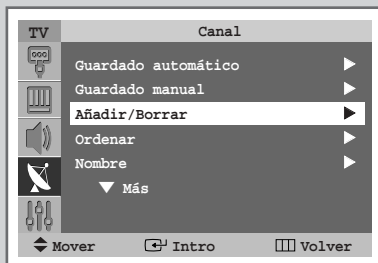 TV Canal
Guardado automático
Guardado manual
Añadir/Borrar
Ordenar
Nombre
Más
Mover Intro Volver